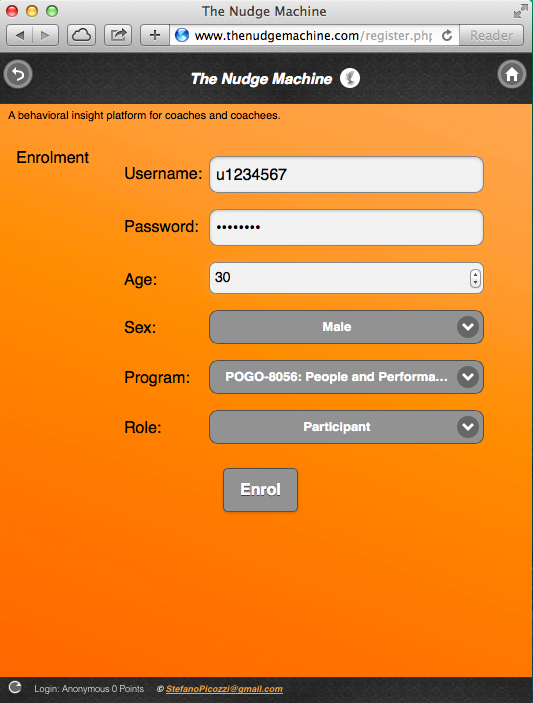 The Nudge Machine
www.thenudgemachine.com/register.php
Reader
The Nudge Machine
A behavioral insight platform for coaches and coachees.
Enrolment
Username: u1234567
Password: ••••••••
Age: 30
Sex: Male
Program: POGO-8056: People and Performa...
Role: Participant
Enrol
Login: Anonymous 0 Points © StefanoPicozzi@gmail.com